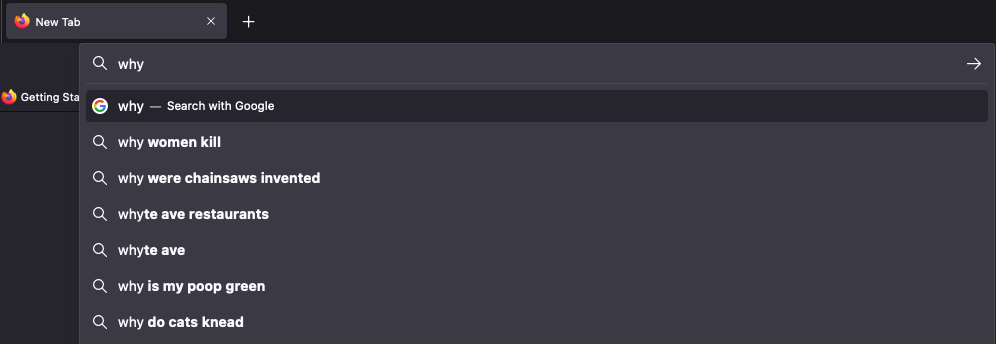 New Tab
why
Getting Sta
why — Search with Google
why women kill
why were chainsaws invented
whyte ave restaurants
whyte ave
why is my poop green
why do cats knead